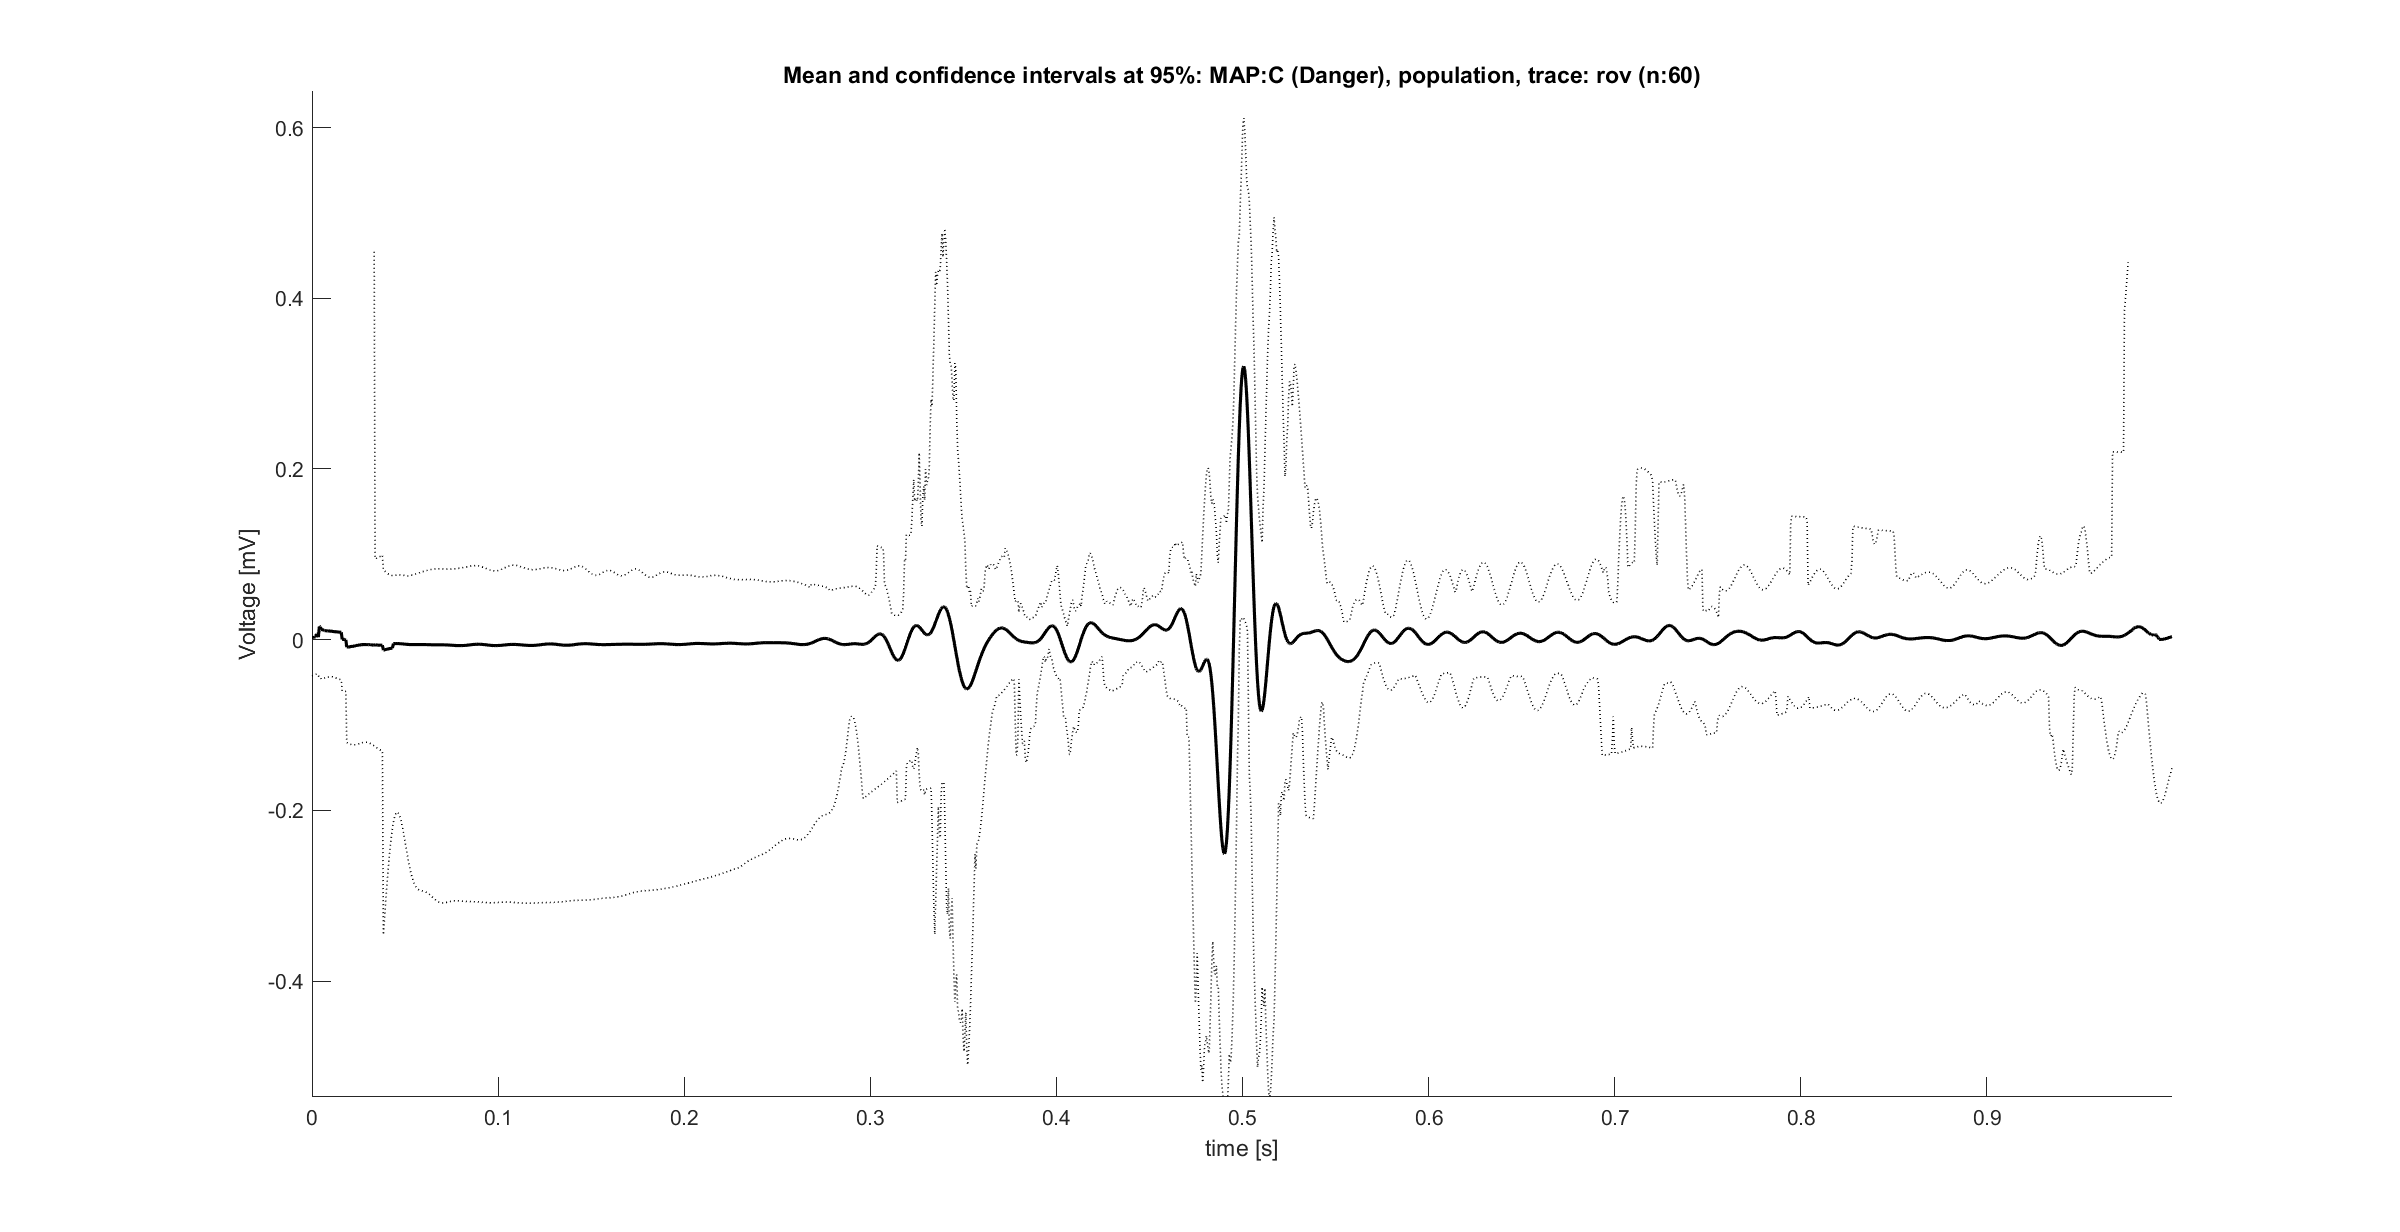 Mean and confidence intervals at 95%: MAP:C (Danger), population, trace: rov (n:60)
Voltage [mV]
0.6
0.4
0.2
0
-0.2
-0.4
0 0.1 0.2 0.3 0.4 0.5 0.6 0.7 0.8 0.9
time [s]